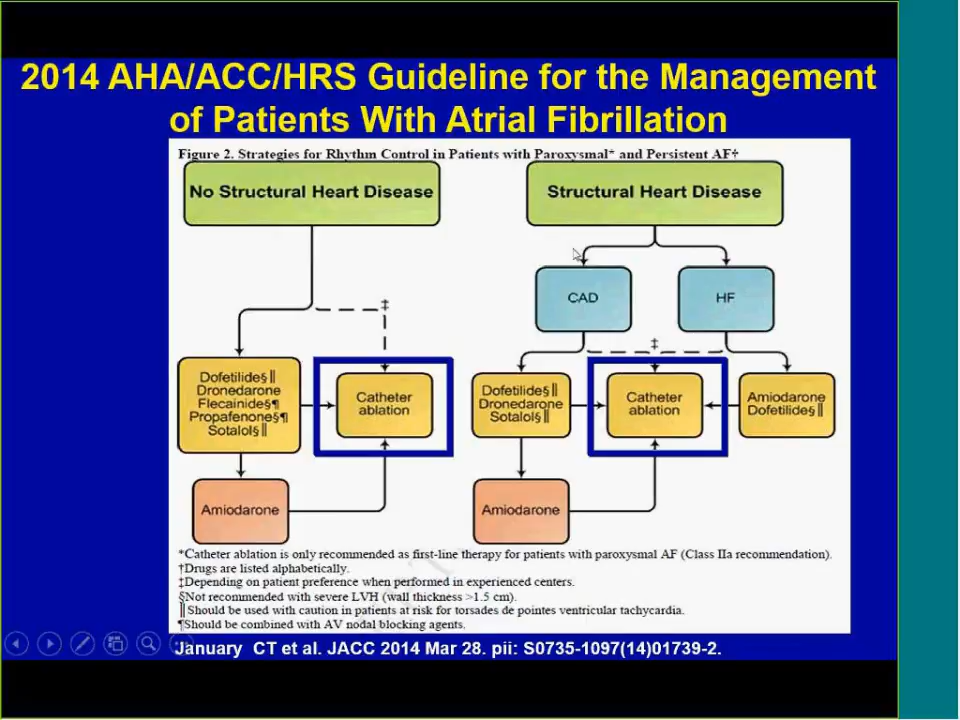 2014 AHA/ACC/HRS Guideline for the Management
of Patients With Atrial Fibrillation
Figure 2. Strategies for Rhythm Control in Patients with Paroxysmal* and Persistent AF†
No Structural Heart Disease
Structural Heart Disease
CAD
HF
‡
‡
Dofetilide§‖
Dronedarone
Flecainide§¶
Propafenone§¶
Sotalol§‖
Catheter
ablation
Dofetilide§‖
Dronedarone
Sotalol§‖
Catheter
ablation
Amiodarone
Dofetilide§‖
Amiodarone
Amiodarone
*Catheter ablation is only recommended as first-line therapy for patients with paroxysmal AF (Class IIa recommendation).
†Drugs are listed alphabetically.
‡Depending on patient preference when performed in experienced centers.
§Not recommended with severe LVH (wall thickness >1.5 cm).
‖Should be used with caution in patients at risk for torsades de pointes ventricular tachycardia.
¶Should be combined with AV nodal blocking agents.
January CT et al. JACC 2014 Mar 28. pii: S0735-1097(14)01739-2.